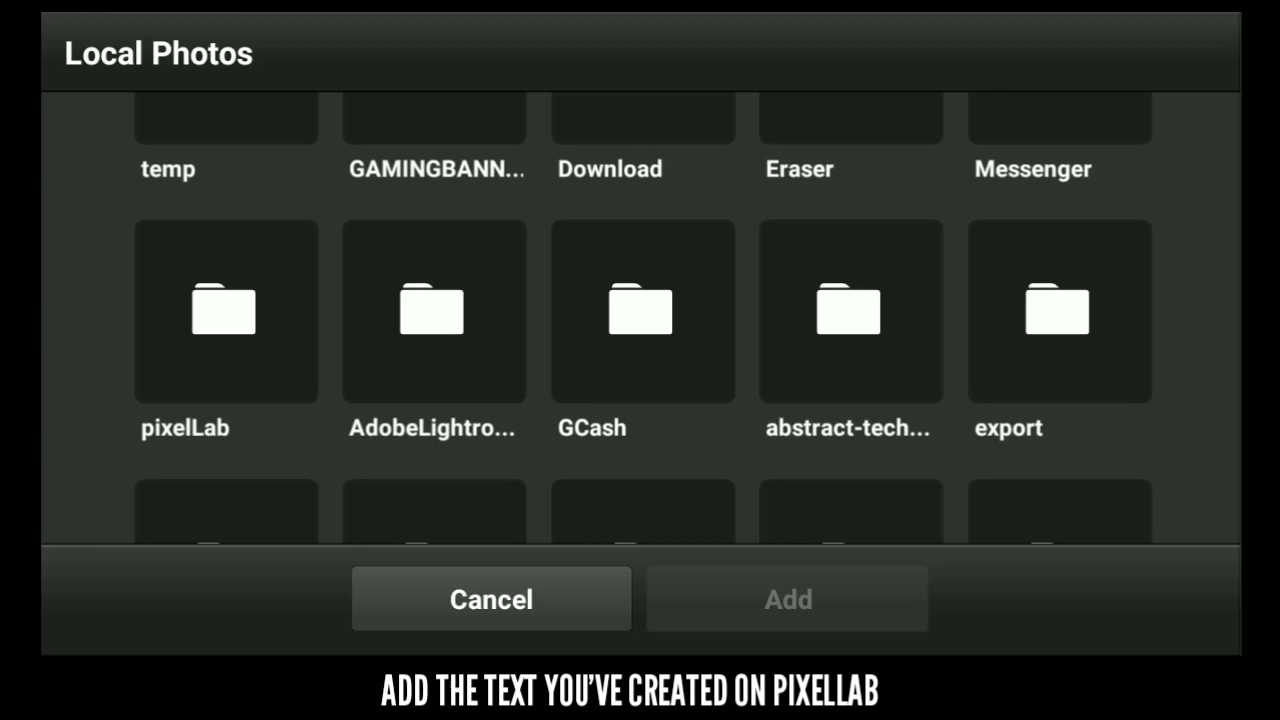 Local Photos
temp GAMINGBANN... Download Eraser Messenger
pixelLab AdobeLightro... GCash abstract-tech... export
Cancel Add
ADD THE TEXT YOU'VE CREATED ON PIXELLAB